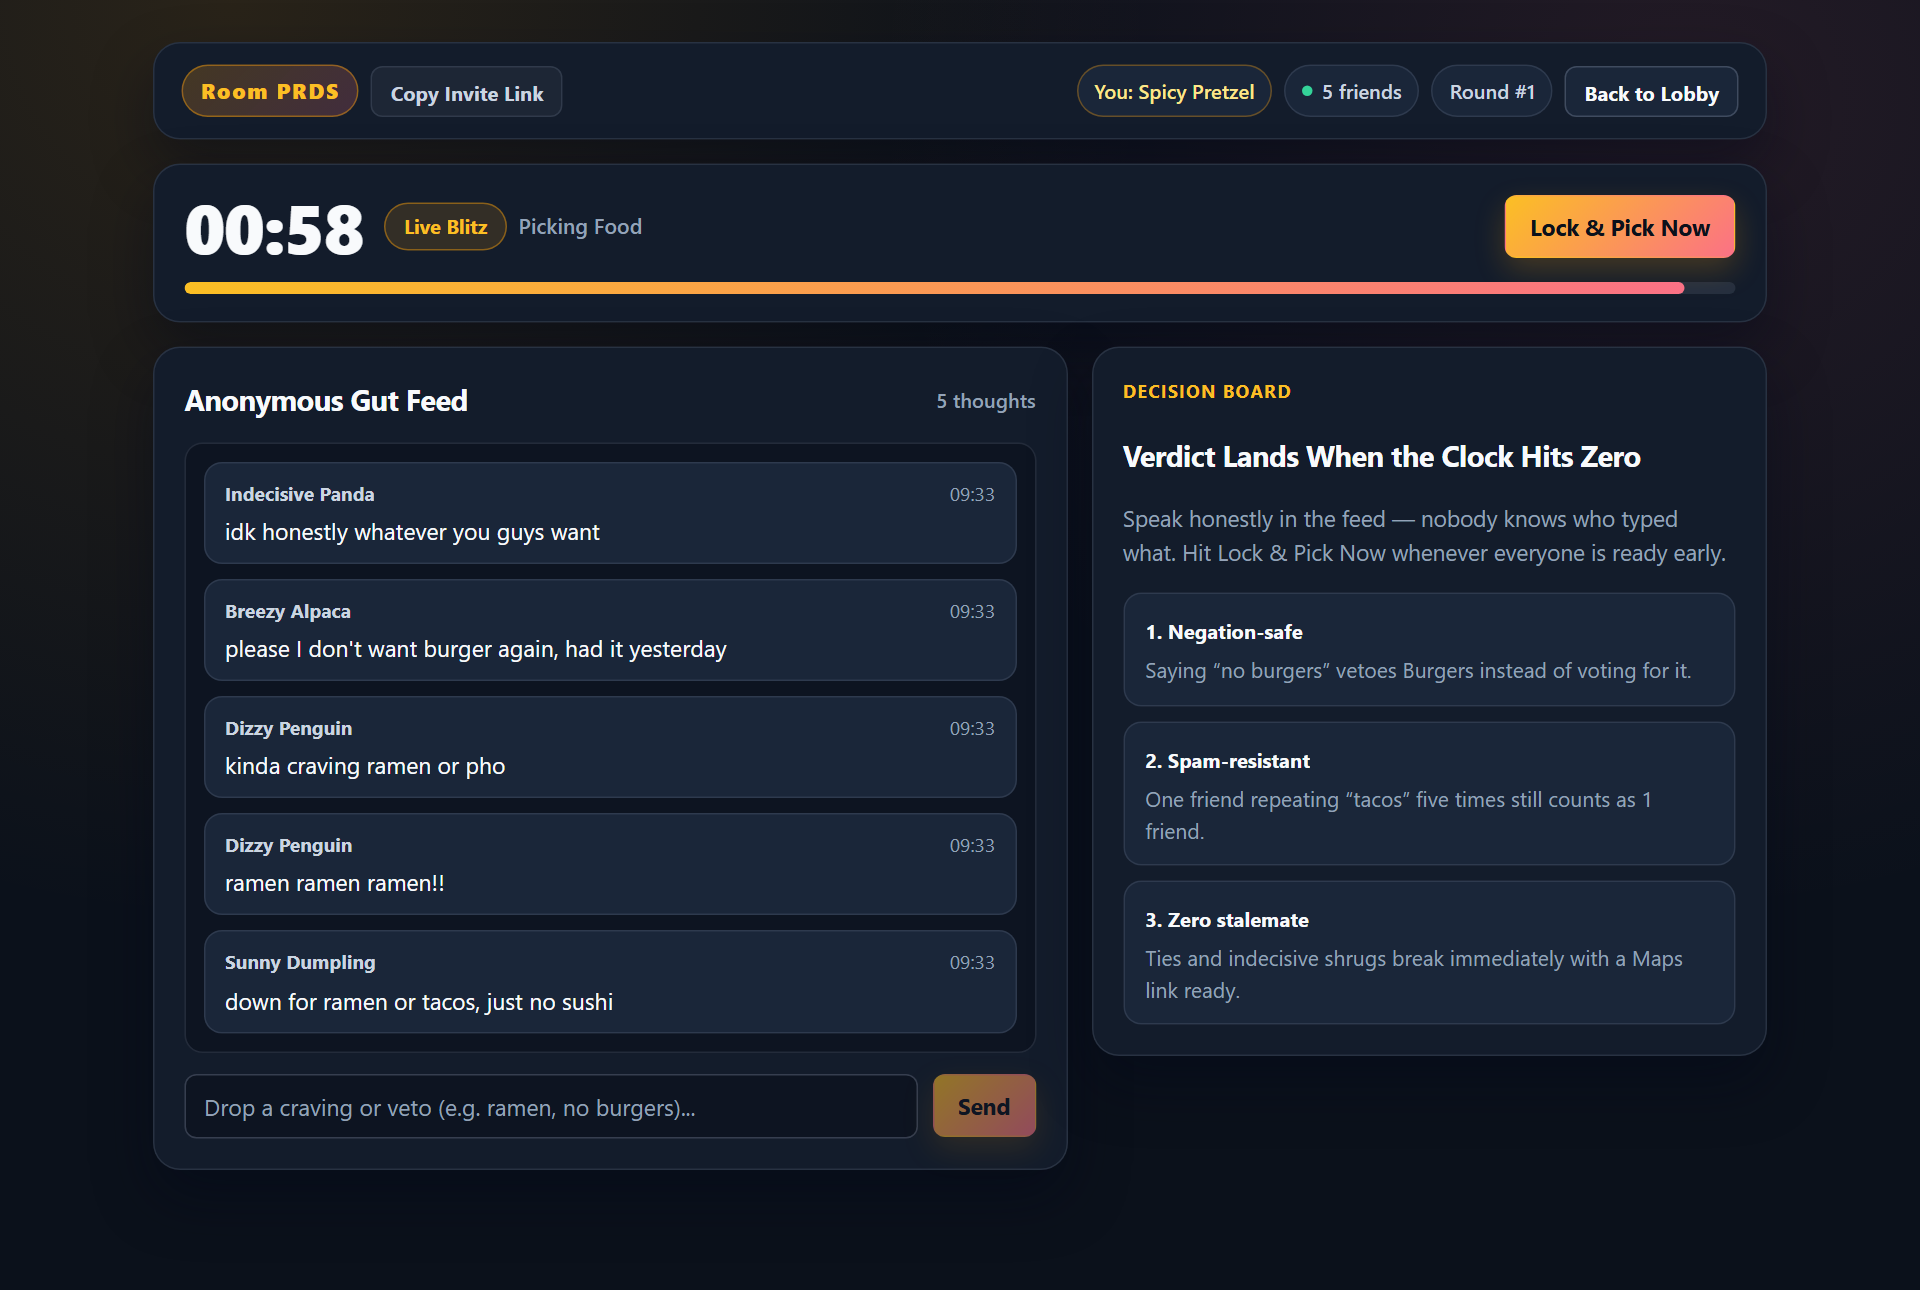 Room PRDS
Copy Invite Link
You: Spicy Pretzel
5 friends
Round #1
Back to Lobby
00:58
Live Blitz
Picking Food
Lock & Pick Now
Anonymous Gut Feed
5 thoughts
Indecisive Panda
09:33
idk honestly whatever you guys want
Breezy Alpaca
09:33
please I don't want burger again, had it yesterday
Dizzy Penguin
09:33
kinda craving ramen or pho
Dizzy Penguin
09:33
ramen ramen ramen!!
Sunny Dumpling
09:33
down for ramen or tacos, just no sushi
Drop a craving or veto (e.g. ramen, no burgers)...
Send
DECISION BOARD
Verdict Lands When the Clock Hits Zero
Speak honestly in the feed — nobody knows who typed
what. Hit Lock & Pick Now whenever everyone is ready early.
1. Negation-safe
Saying “no burgers” vetoes Burgers instead of voting for it.
2. Spam-resistant
One friend repeating “tacos” five times still counts as 1
friend.
3. Zero stalemate
Ties and indecisive shrugs break immediately with a Maps
link ready.